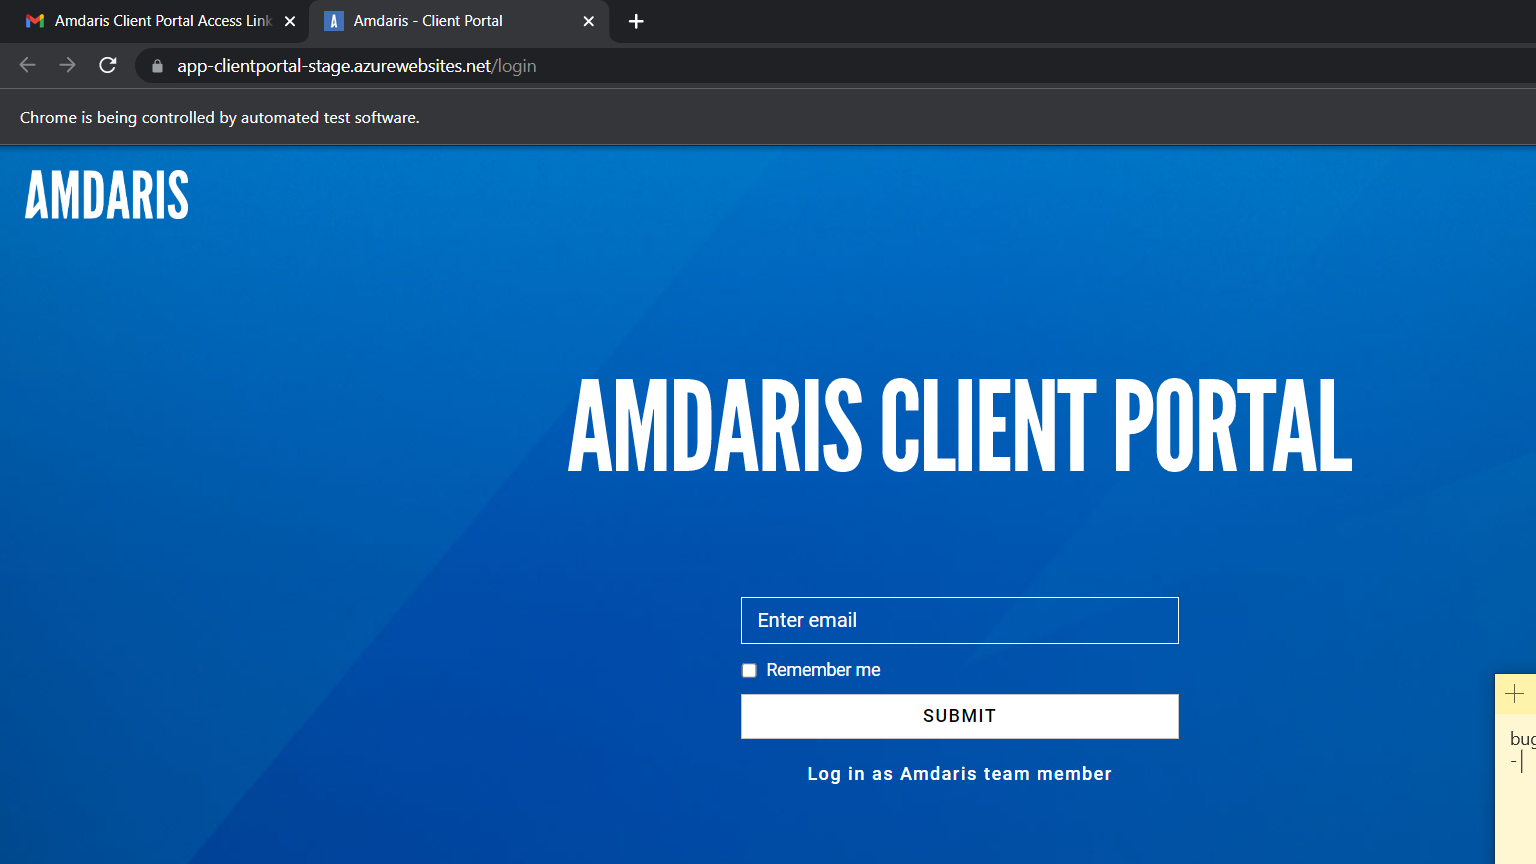 Amdaris Client Portal Access Link
Amdaris - Client Portal
app-clientportal-stage.azurewebsites.net/login
Chrome is being controlled by automated test software.
AMDARIS
AMDARIS CLIENT PORTAL
Enter email
Remember me
SUBMIT
Log in as Amdaris team member
-